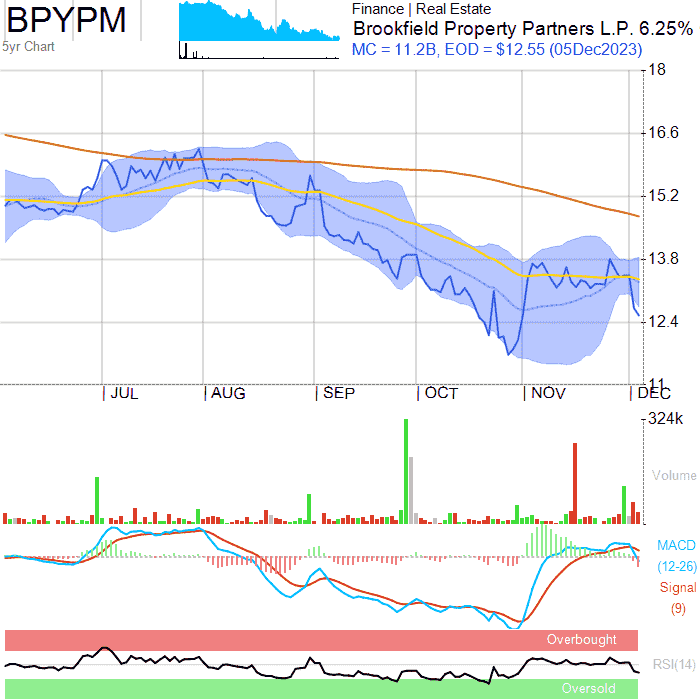 BPYPM
5yr Chart
Finance | Real Estate
Brookfield Property Partners L.P. 6.25%
MC = 11.2B, EOD = $12.55 (05Dec2023)
18
16.6
15.2
13.8
12.4
11
JUL AUG SEP OCT NOV DEC
324k
Volume
MACD
(12-26)
Signal
(9)
Overbought
RSI(14)
Oversold